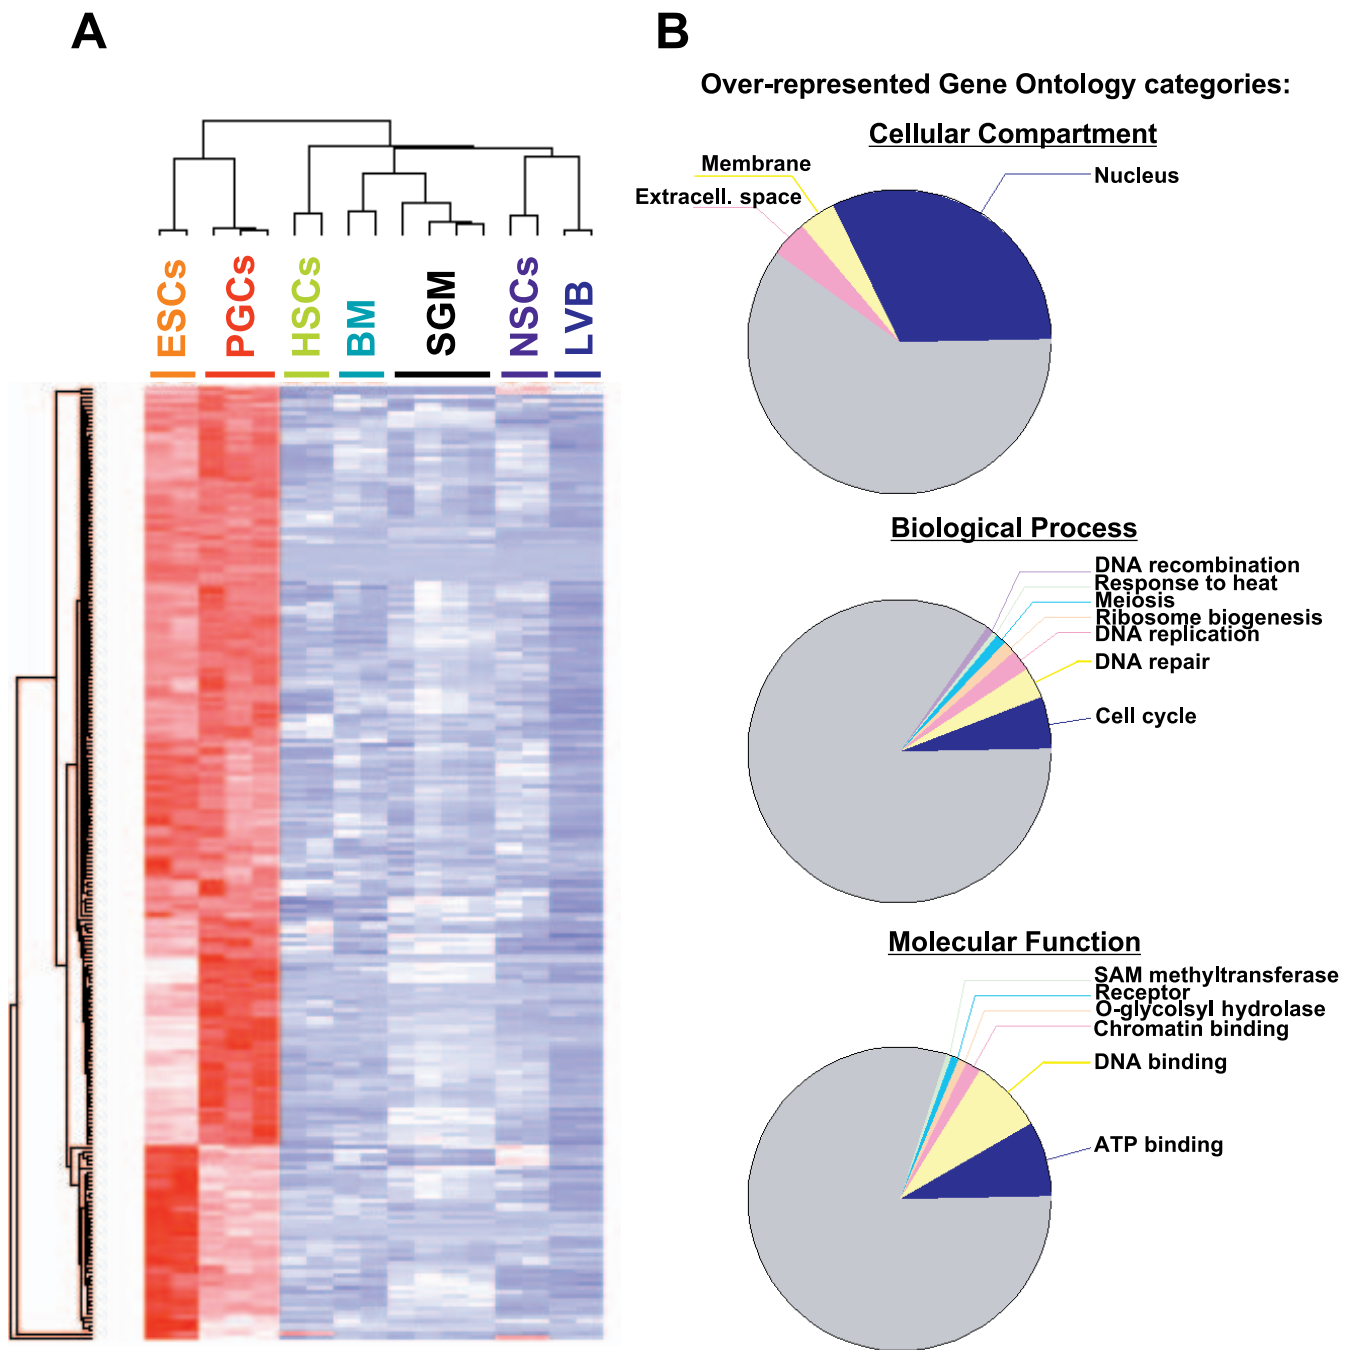 A
B
Over-represented Gene Ontology categories:
Cellular Compartment
Membrane
Nucleus
Extracell. space
ESCs
PGCs
HSCs
BM
SGM
NSCs
LVB
Biological Process
DNA recombination
Response to heat
Meiosis
Ribosome biogenesis
DNA replication
DNA repair
Cell cycle
Molecular Function
SAM methyltransferase
Receptor
O-glycolsyl hydrolase
Chromatin binding
DNA binding
ATP binding